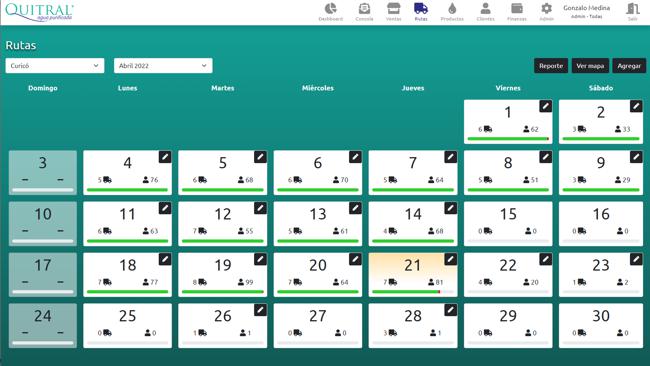 QUITRAL
agua purificada
Dashboard
Consola
Ventas
Rutas
Productos
Clientes
Finanzas
Admin
Gonzalo Medina
Admin - Todas
Salir
Rutas
Curicó
Abril 2022
Reporte
Ver mapa
Agregar
Domingo Lunes Martes Miércoles Jueves Viernes Sábado
1 2
6 62 3 33
3 4 5 6 7 8 9
– – 5 76 6 68 6 70 5 64 5 51 3 29
10 11 12 13 14 15 16
– – 6 63 7 55 5 61 4 68 0 0 0 0
17 18 19 20 21 22 23
– – 7 77 8 99 7 64 7 81 4 20 1 2
24 25 26 27 28 29 30
– – 0 0 1 1 0 0 3 1 0 0 0 0